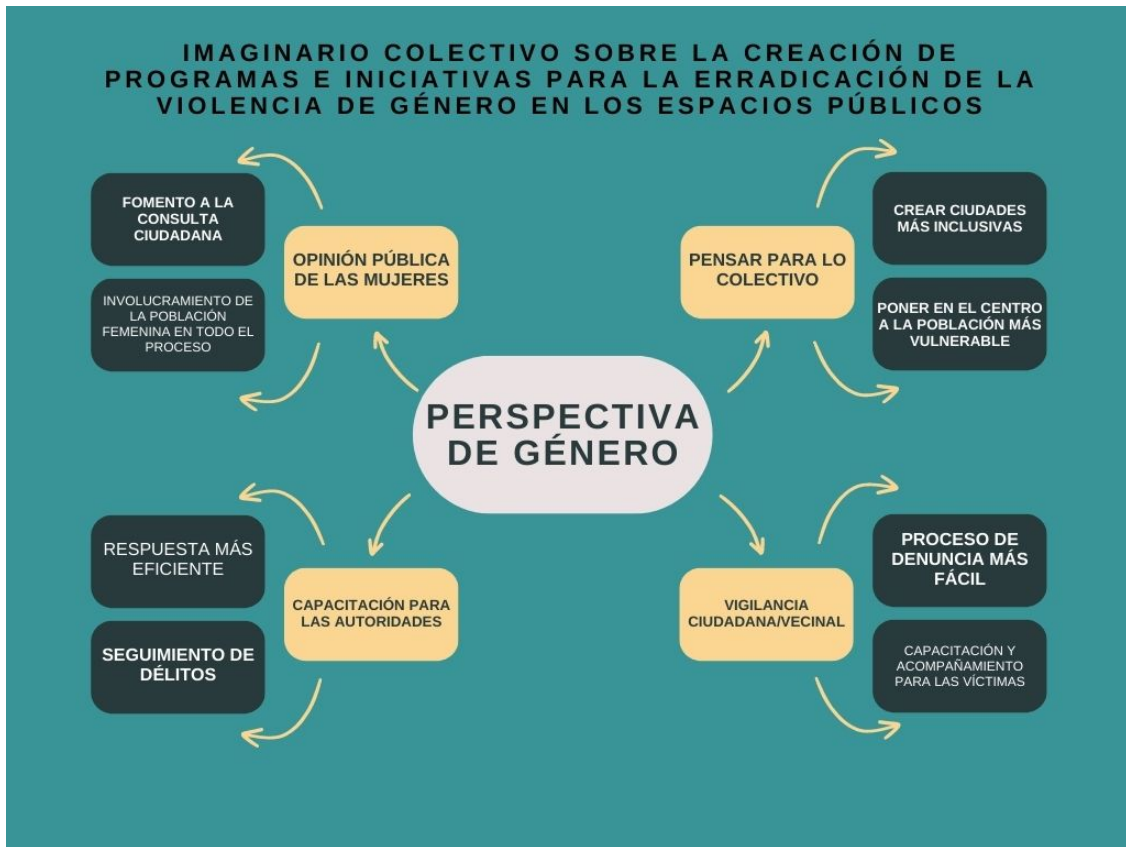 IMAGINARIO COLECTIVO SOBRE LA CREACIÓN DE
PROGRAMAS E INICIATIVAS PARA LA ERRADICACIÓN DE LA
VIOLENCIA DE GÉNERO EN LOS ESPACIOS PÚBLICOS
FOMENTO A LA
CONSULTA
CIUDADANA
INVOLUCRAMIENTO DE
LA POBLACIÓN
FEMENINA EN TODO EL
PROCESO
OPINIÓN PÚBLICA
DE LAS MUJERES
PENSAR PARA LO
COLECTIVO
CREAR CIUDADES
MÁS INCLUSIVAS
PONER EN EL CENTRO
A LA POBLACIÓN MÁS
VULNERABLE
PERSPECTIVA
DE GÉNERO
RESPUESTA MÁS
EFICIENTE
SEGUIMIENTO DE
DÉLITOS
CAPACITACIÓN PARA
LAS AUTORIDADES
VIGILANCIA
CIUDADANA/VECINAL
PROCESO DE
DENUNCIA MÁS
FÁCIL
CAPACITACIÓN Y
ACOMPAÑAMIENTO
PARA LAS VÍCTIMAS